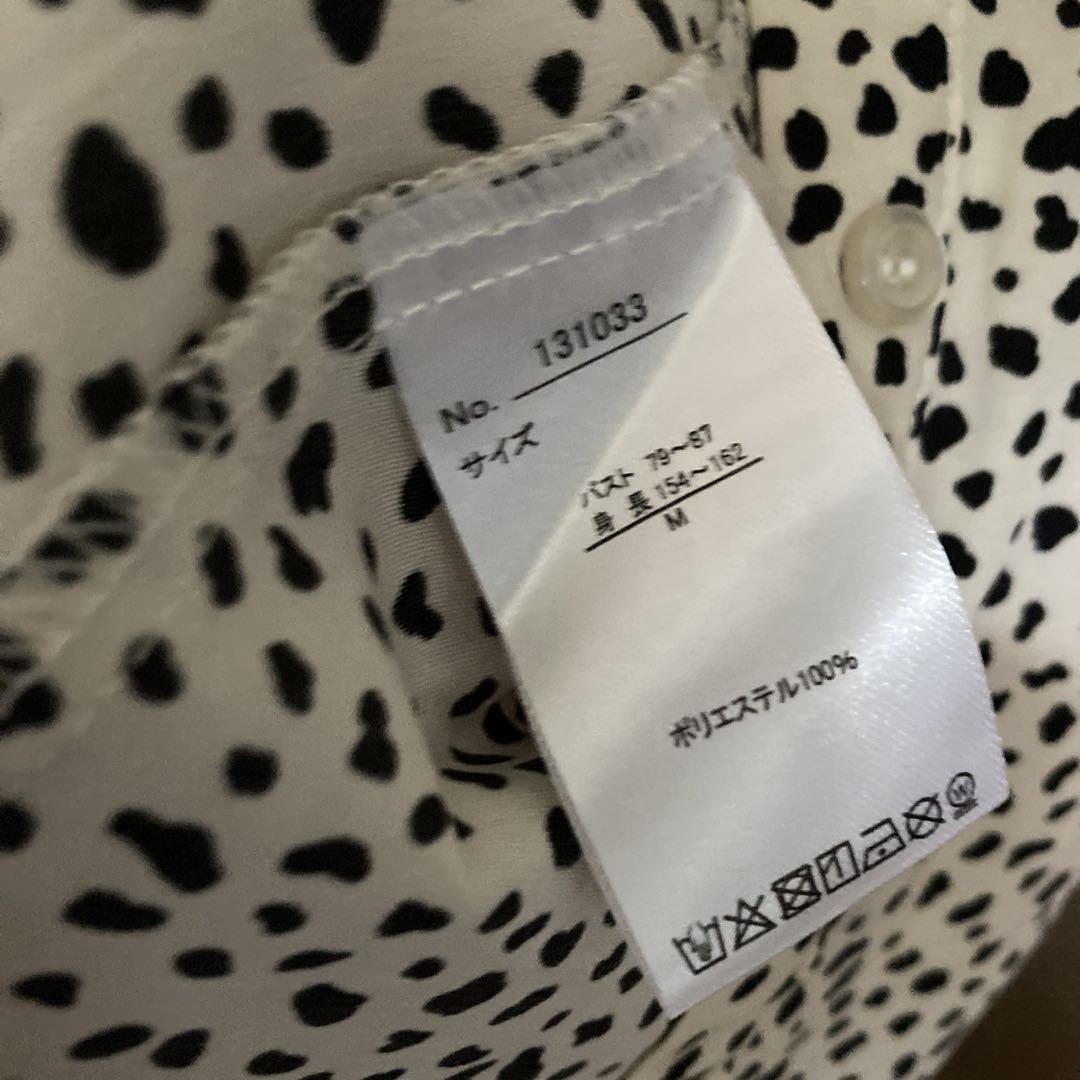 No. 131033
サイズ
バスト 79~87
身 長 154~162
M
ポリエステル100%
W